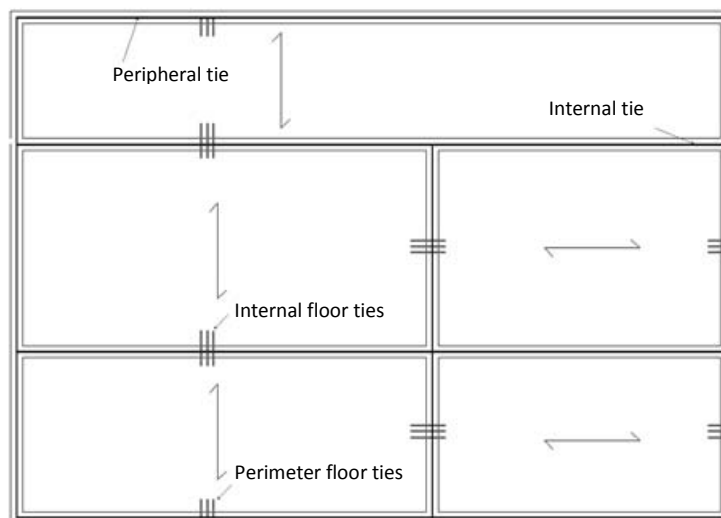 Peripheral tie
Internal tie
Internal floor ties
Perimeter floor ties